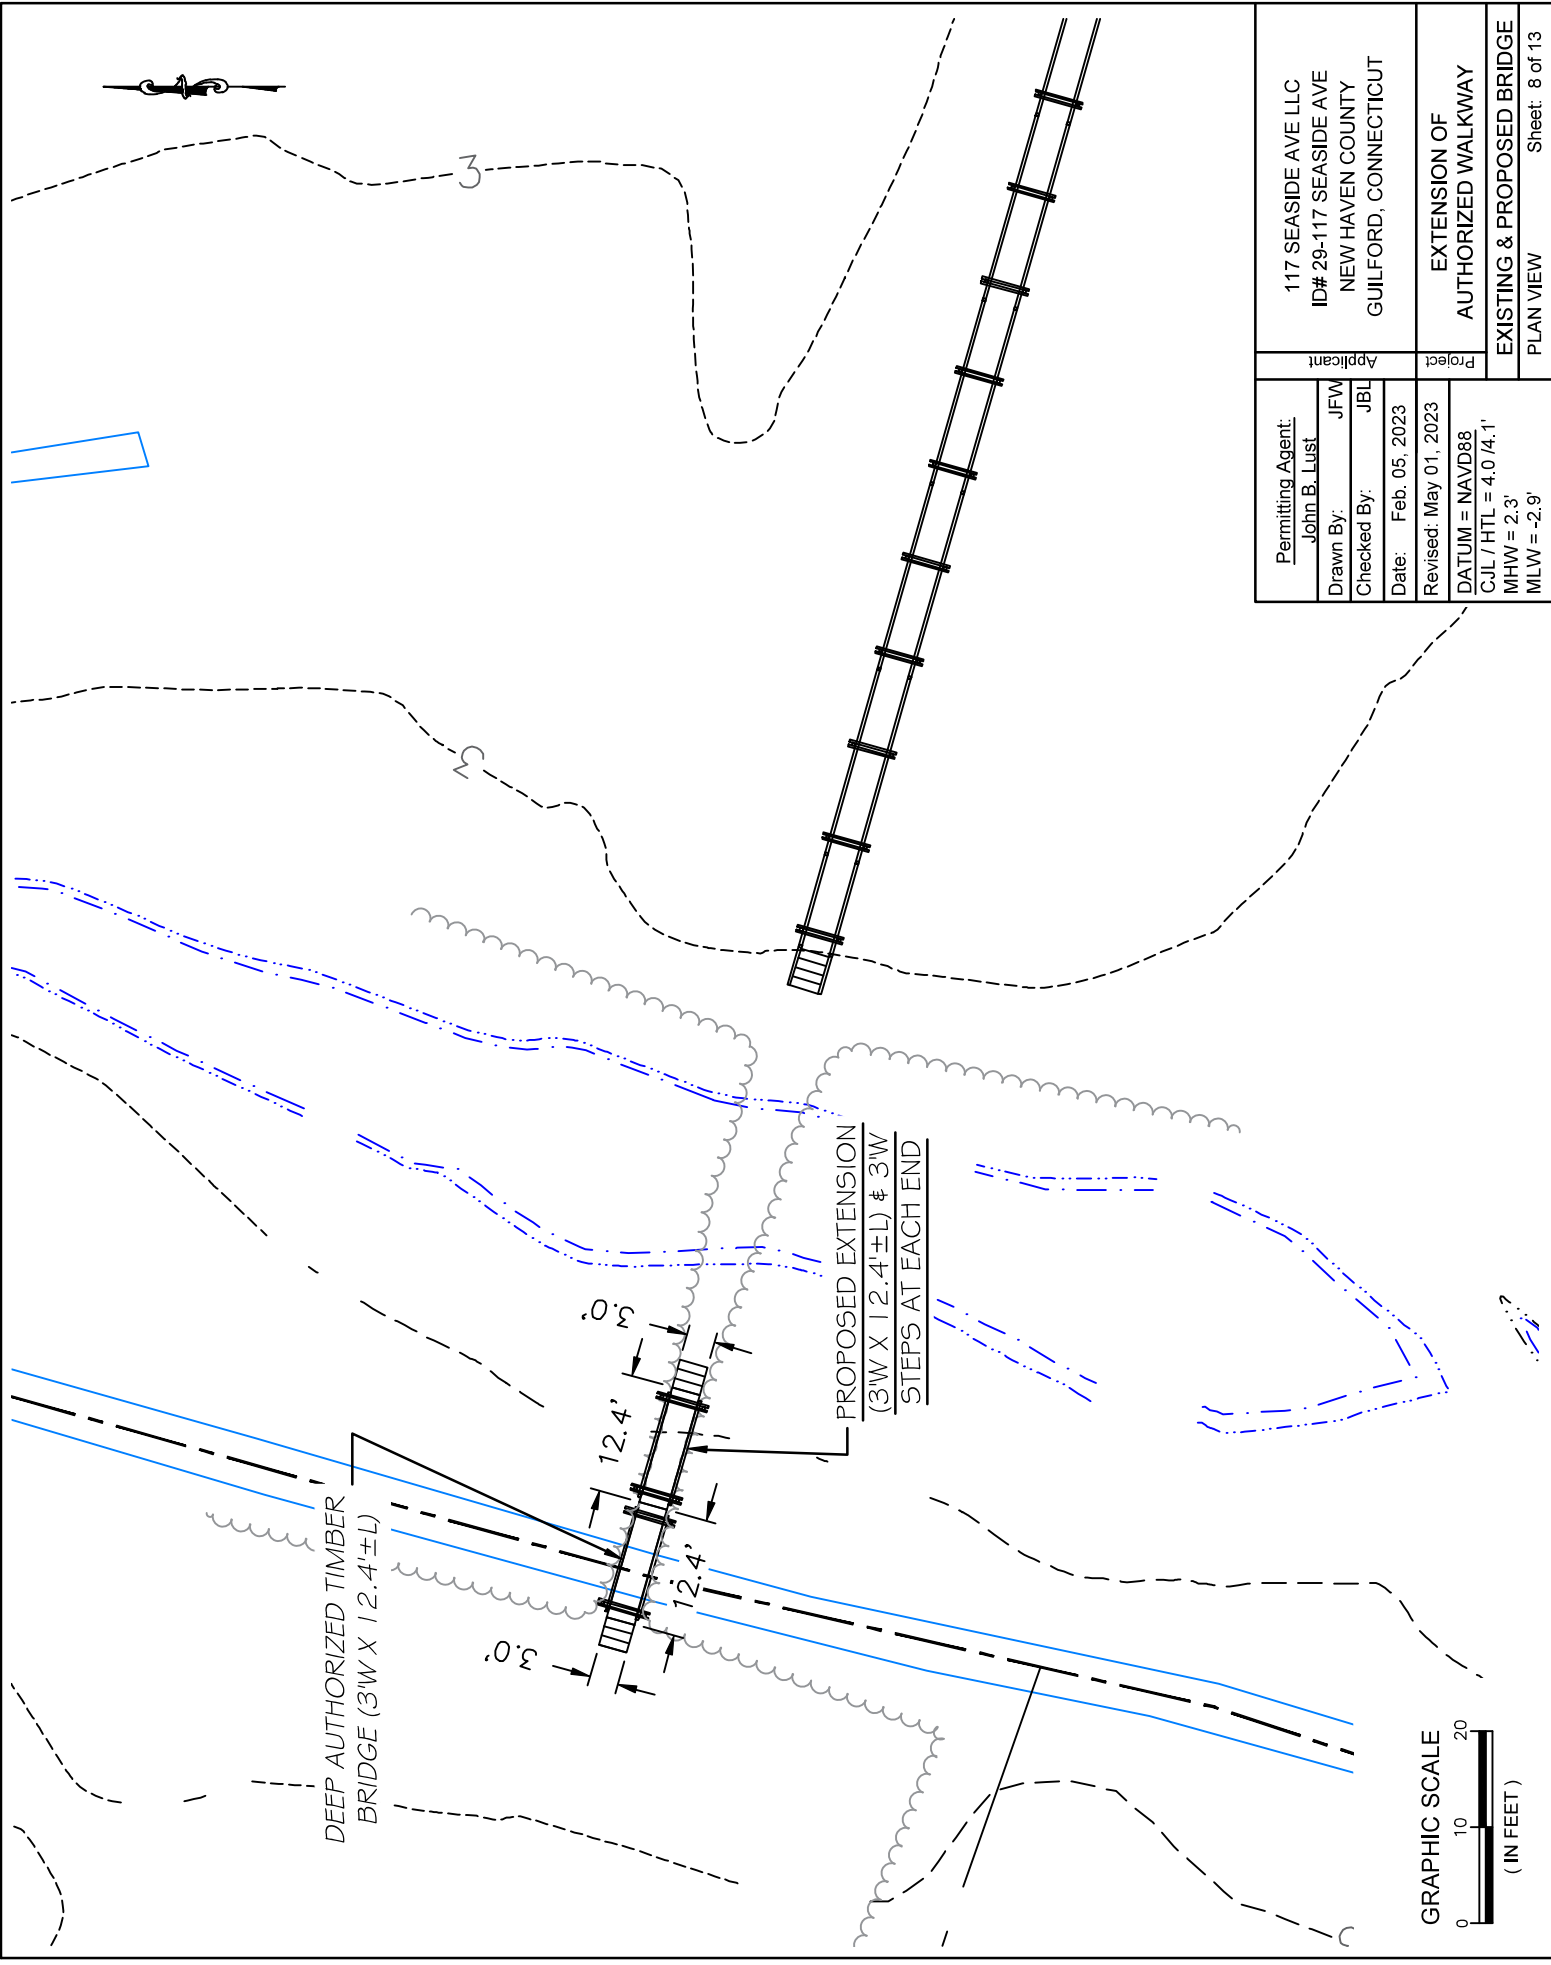 3
3
DEEP AUTHORIZED TIMBER
BRIDGE (3'W X 12.4'±L)
3.0'
12.4'
12.4'
3.0'
PROPOSED EXTENSION
(3'W X 12.4'±L) & 3'W
STEPS AT EACH END
GRAPHIC SCALE
0 10 20
( IN FEET )
Permitting Agent:
John B. Lust
Drawn By: JFW
Checked By: JBL
Date: Feb. 05, 2023
Revised: May 01, 2023
DATUM = NAVD88
CJL / HTL = 4.0 /4.1'
MHW = 2.3'
MLW = -2.9'
Applicant
117 SEASIDE AVE LLC
ID# 29-117 SEASIDE AVE
NEW HAVEN COUNTY
GUILFORD, CONNECTICUT
Project
EXTENSION OF
AUTHORIZED WALKWAY
EXISTING & PROPOSED BRIDGE
PLAN VIEW Sheet: 8 of 13